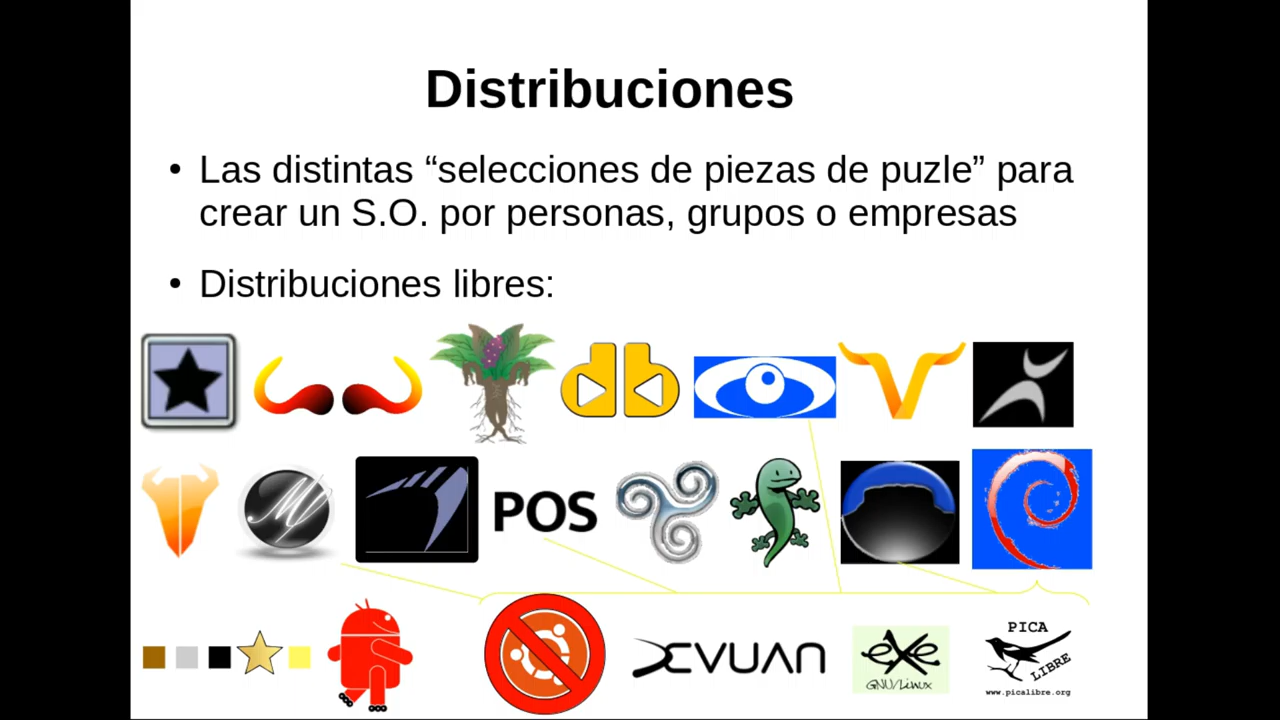 Distribuciones
• Las distintas “selecciones de piezas de puzle” para
crear un S.O. por personas, grupos o empresas
• Distribuciones libres:
POS
DEVUAN
eXe
GNU/Linux
PICA
LIBRE
www.picalibre.org